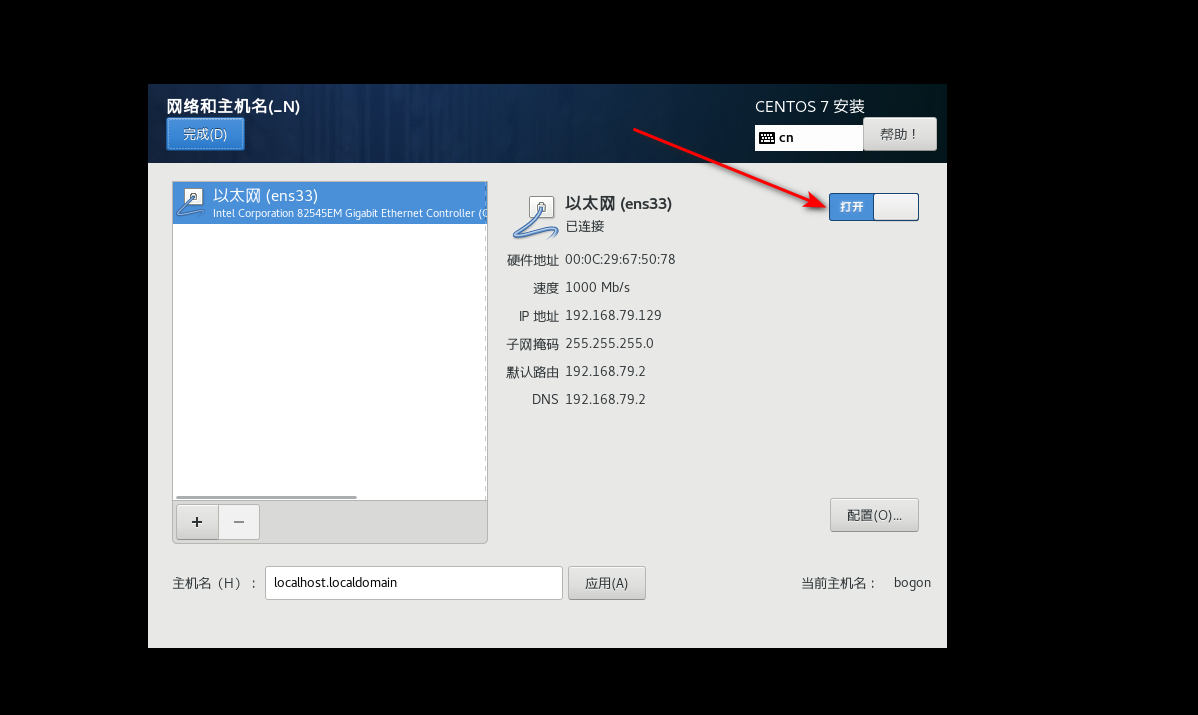 网络和主机名(_N)
CENTOS 7 安装
完成(D)
cn
帮助！
以太网 (ens33)
Intel Corporation 82545EM Gigabit Ethernet Controller (
以太网 (ens33)
已连接
打开
硬件地址 00:0C:29:67:50:78
速度 1000 Mb/s
IP 地址 192.168.79.129
子网掩码 255.255.255.0
默认路由 192.168.79.2
DNS 192.168.79.2
+ −
配置(O)...
主机名（H）： localhost.localdomain 应用(A) 当前主机名： bogon